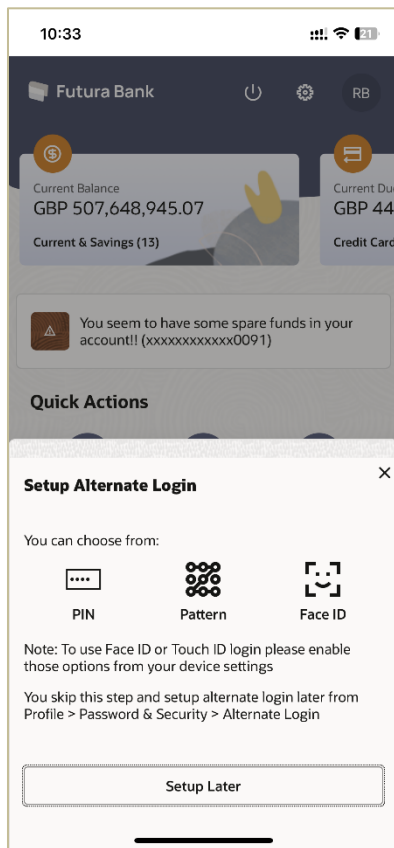 10:33
21
Futura Bank
RB
Current Balance
GBP 507,648,945.07
Current & Savings (13)
Current Du
GBP 44
Credit Card
You seem to have some spare funds in your
account!! (xxxxxxxxxxxx0091)
Quick Actions
Setup Alternate Login
You can choose from:
PIN
Pattern
Face ID
Note: To use Face ID or Touch ID login please enable
those options from your device settings
You skip this step and setup alternate login later from
Profile > Password & Security > Alternate Login
Setup Later